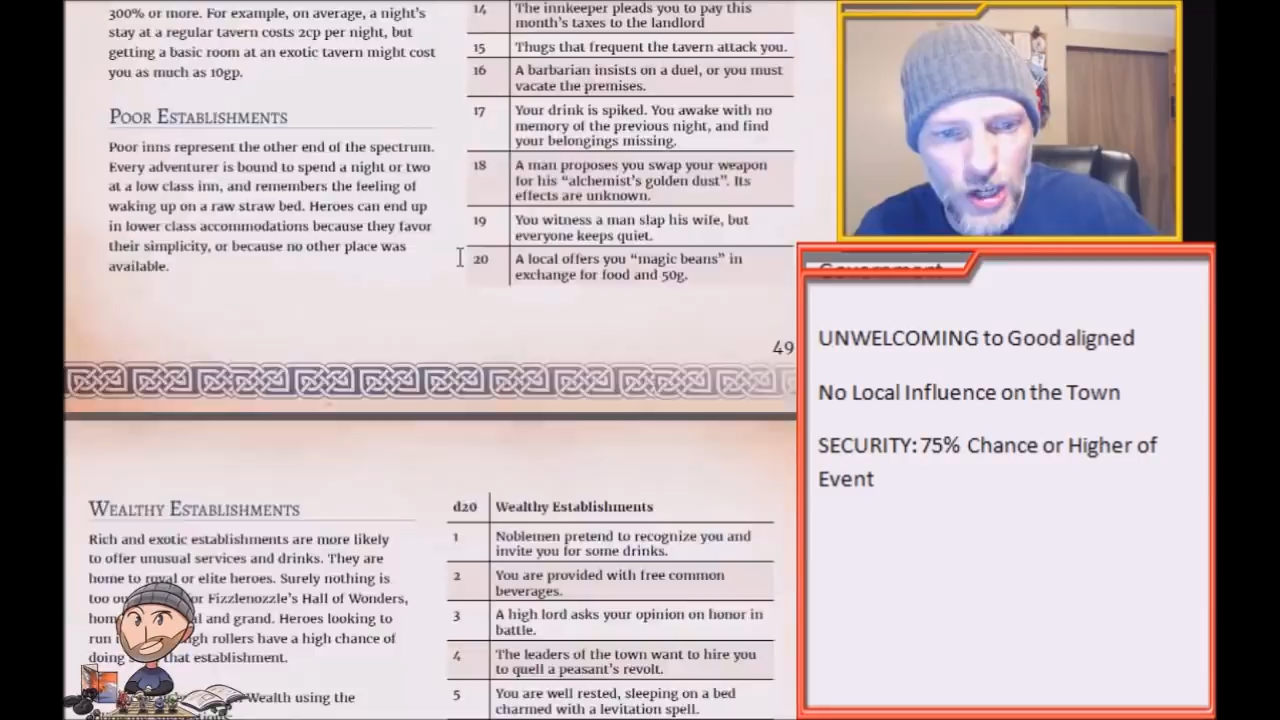 300% or more. For example, on average, a night's
stay at a regular tavern costs 2cp per night, but
getting a basic room at an exotic tavern might cost
you as much as 10gp.
POOR ESTABLISHMENTS
Poor inns represent the other end of the spectrum.
Every adventurer is bound to spend a night or two
at a low class inn, and remembers the feeling of
waking up on a raw straw bed. Heroes can end up
in lower class accommodations because they favor
their simplicity, or because no other place was
available.
14 The innkeeper pleads you to pay this
month's taxes to the landlord
15 Thugs that frequent the tavern attack you.
16 A barbarian insists on a duel, or you must
vacate the premises.
17 Your drink is spiked. You awake with no
memory of the previous night, and find
your belongings missing.
18 A man proposes you swap your weapon
for his "alchemist's golden dust". Its
effects are unknown.
19 You witness a man slap his wife, but
everyone keeps quiet.
20 A local offers you "magic beans" in
exchange for food and 50g.
49
WEALTHY ESTABLISHMENTS
Rich and exotic establishments are more likely
to offer unusual services and drinks. They are
home to royal or elite heroes. Surely nothing is
too or Fizzlenozzle's Hall of Wonders,
and grand. Heroes looking to
run rollers have a high chance of
doing that establishment.
Wealth using the
d20 Wealthy Establishments
1 Noblemen pretend to recognize you and
invite you for some drinks.
2 You are provided with free common
beverages.
3 A high lord asks your opinion on honor in
battle.
4 The leaders of the town want to hire you
to quell a peasant's revolt.
5 You are well rested, sleeping on a bed
charmed with a levitation spell.
Government
UNWELCOMING to Good aligned
No Local Influence on the Town
SECURITY: 75% Chance or Higher of
Event